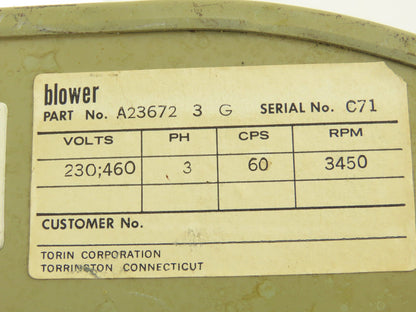 blower
PART No. A23672 3 G SERIAL No. C71
VOLTS PH CPS RPM
230;460 3 60 3450
CUSTOMER No.
TORIN CORPORATION
TORRINGTON CONNECTICUT